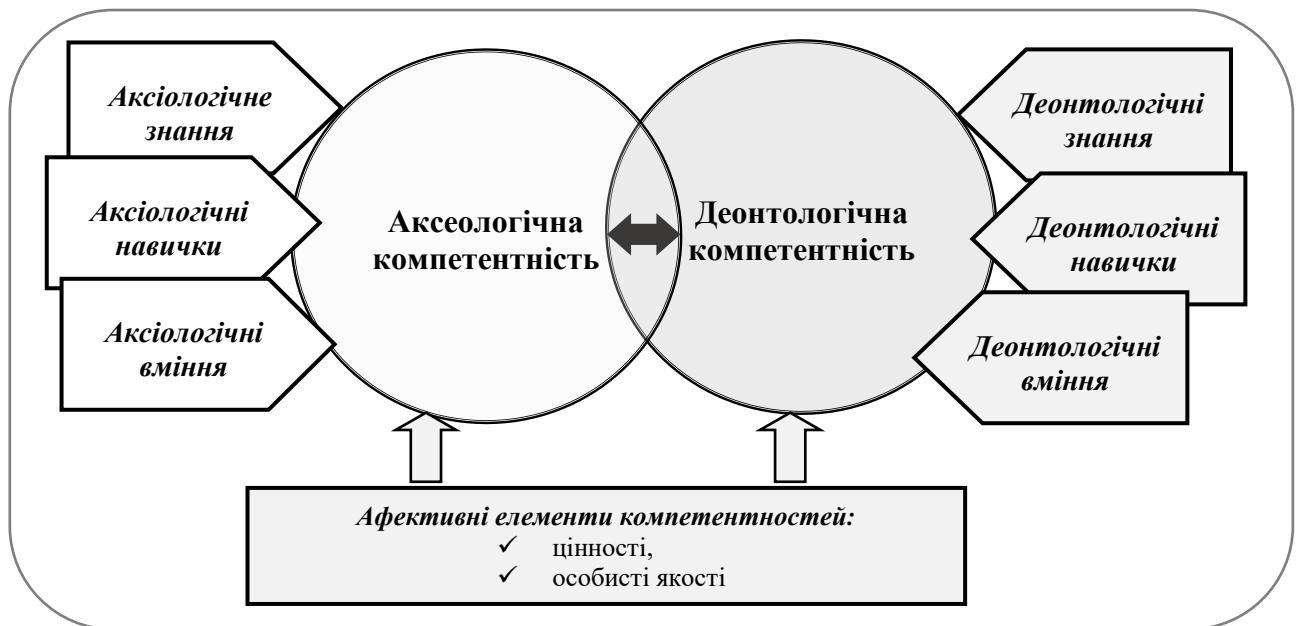 Аксіологічне
знання
Аксіологічні
навички
Аксіологічні
вміння
Аксеологічна
компетентність
Деонтологічна
компетентність
Деонтологічні
знання
Деонтологічні
навички
Деонтологічні
вміння
Афективні елементи компетентностей:
✓ цінності,
✓ особисті якості